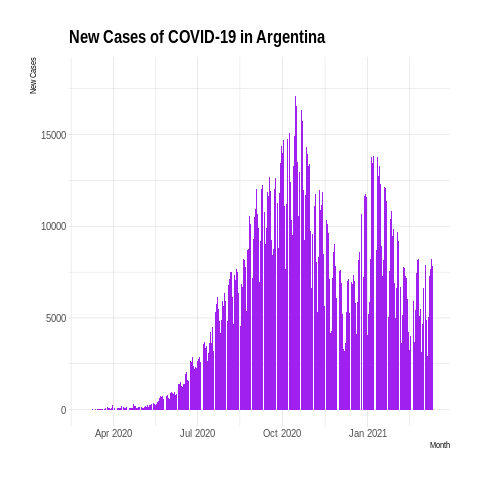 New Cases of COVID-19 in Argentina
New Cases
15000
10000
5000
0
Apr 2020 Jul 2020 Oct 2020 Jan 2021
Month